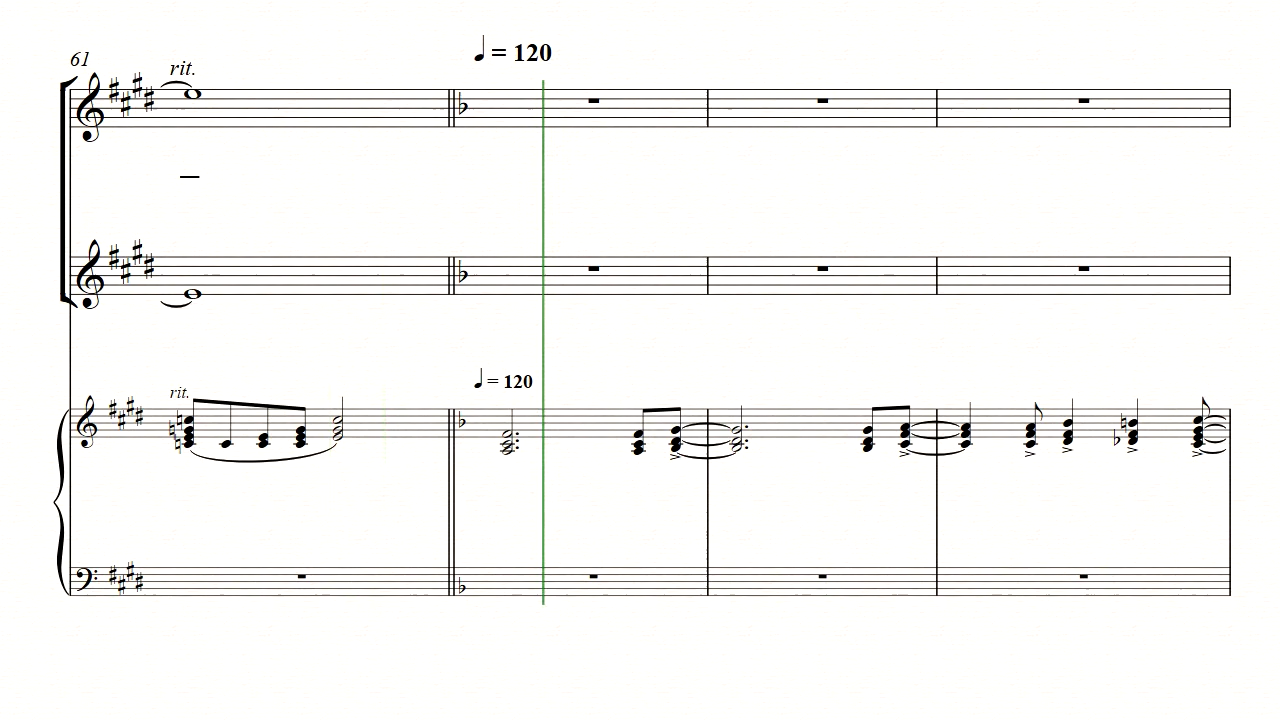 61
rit.
♩ = 120
rit.
♩ = 120